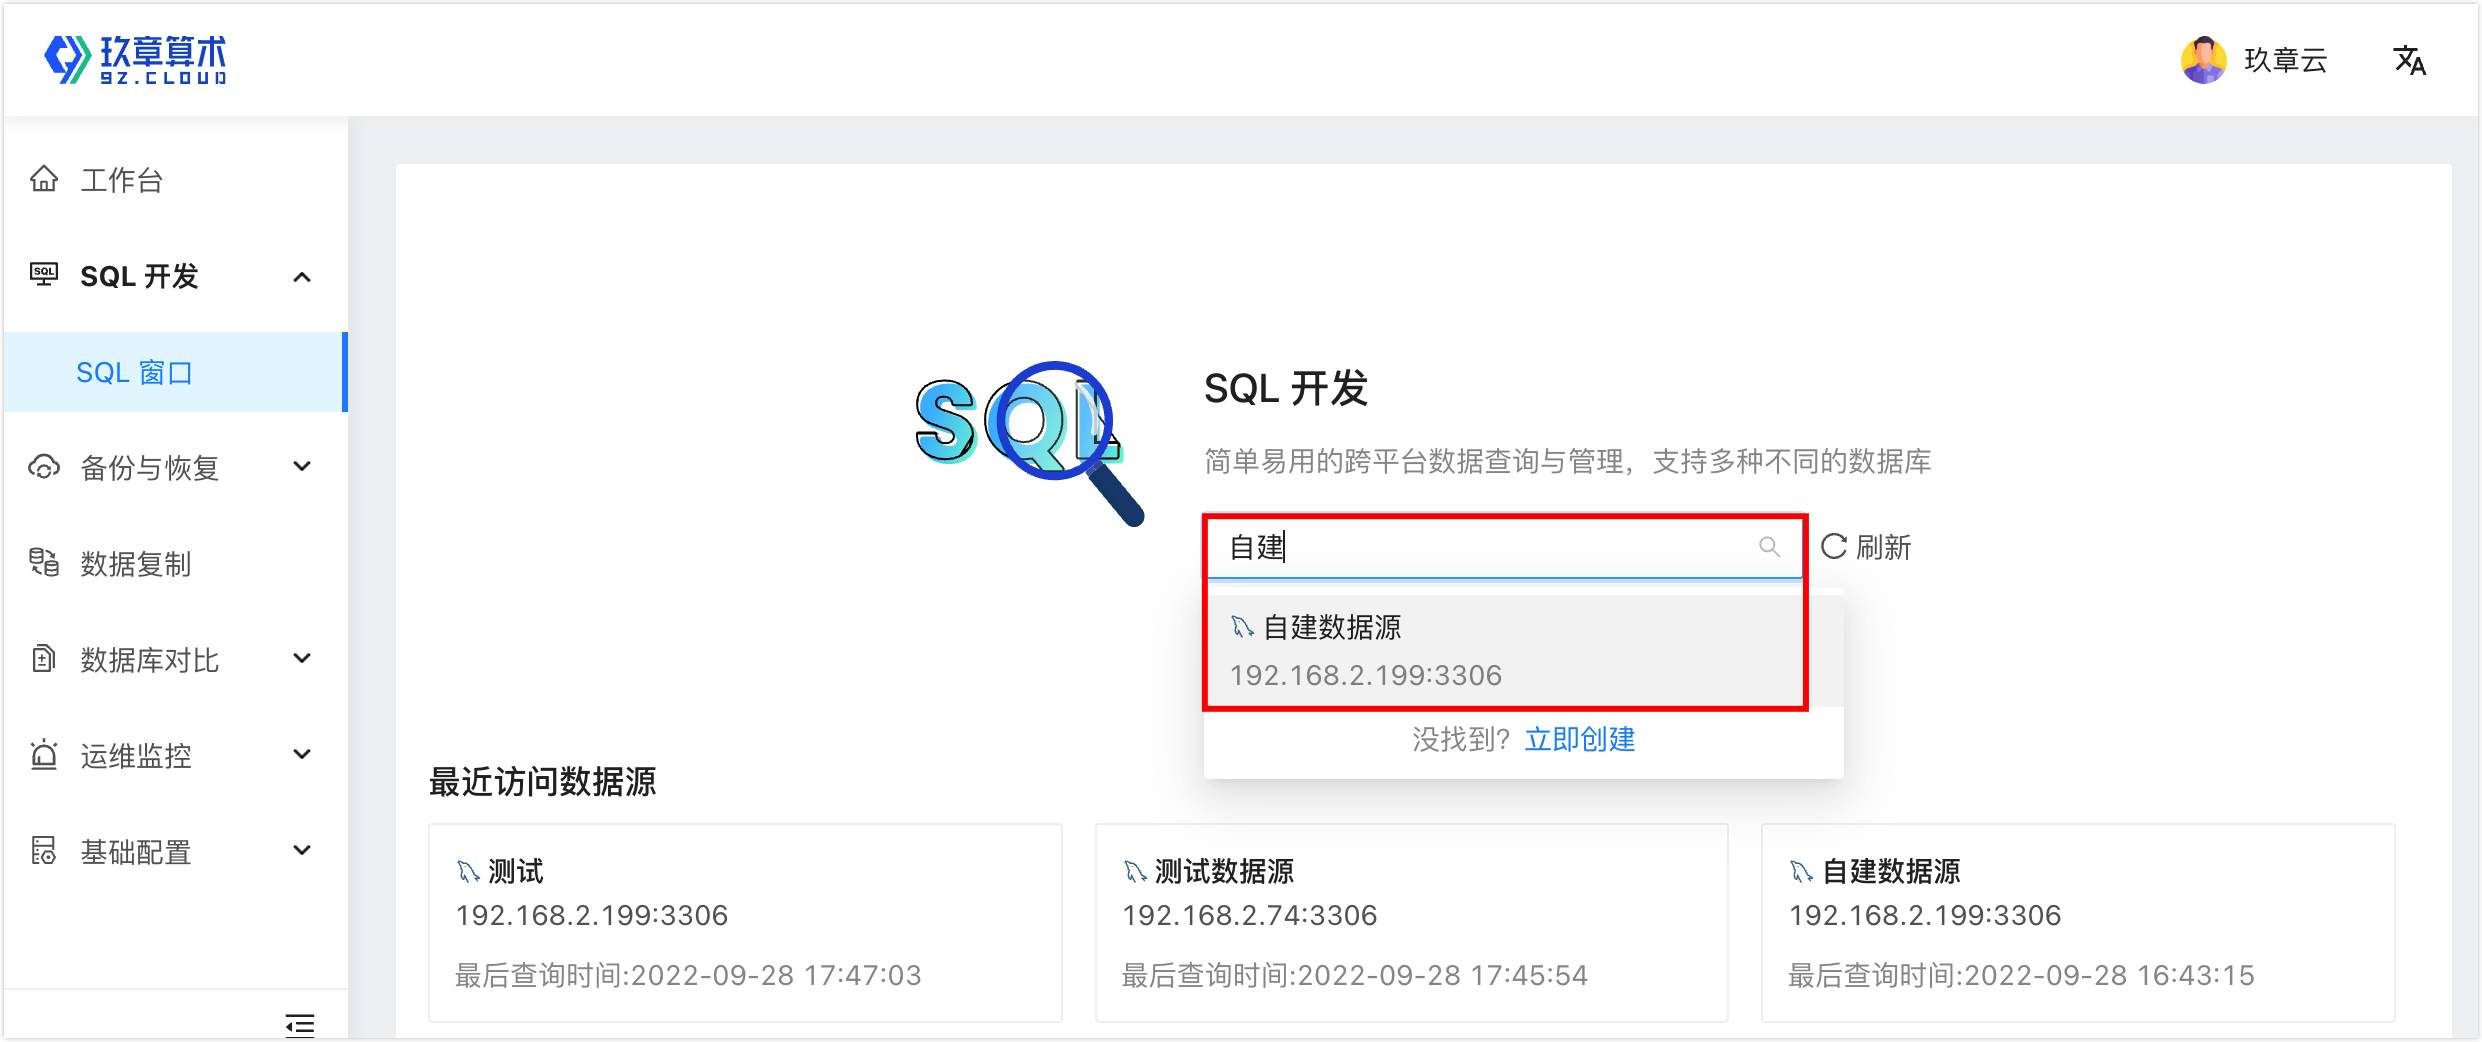 玖章算术
9Z.CLOUD
玖章云
工作台
SQL 开发
SQL 窗口
备份与恢复
数据复制
数据库对比
运维监控
基础配置
SQL
SQL 开发
简单易用的跨平台数据查询与管理，支持多种不同的数据库
自建
刷新
自建数据源
192.168.2.199:3306
没找到? 立即创建
最近访问数据源
测试
192.168.2.199:3306
最后查询时间:2022-09-28 17:47:03
测试数据源
192.168.2.74:3306
最后查询时间:2022-09-28 17:45:54
自建数据源
192.168.2.199:3306
最后查询时间:2022-09-28 16:43:15